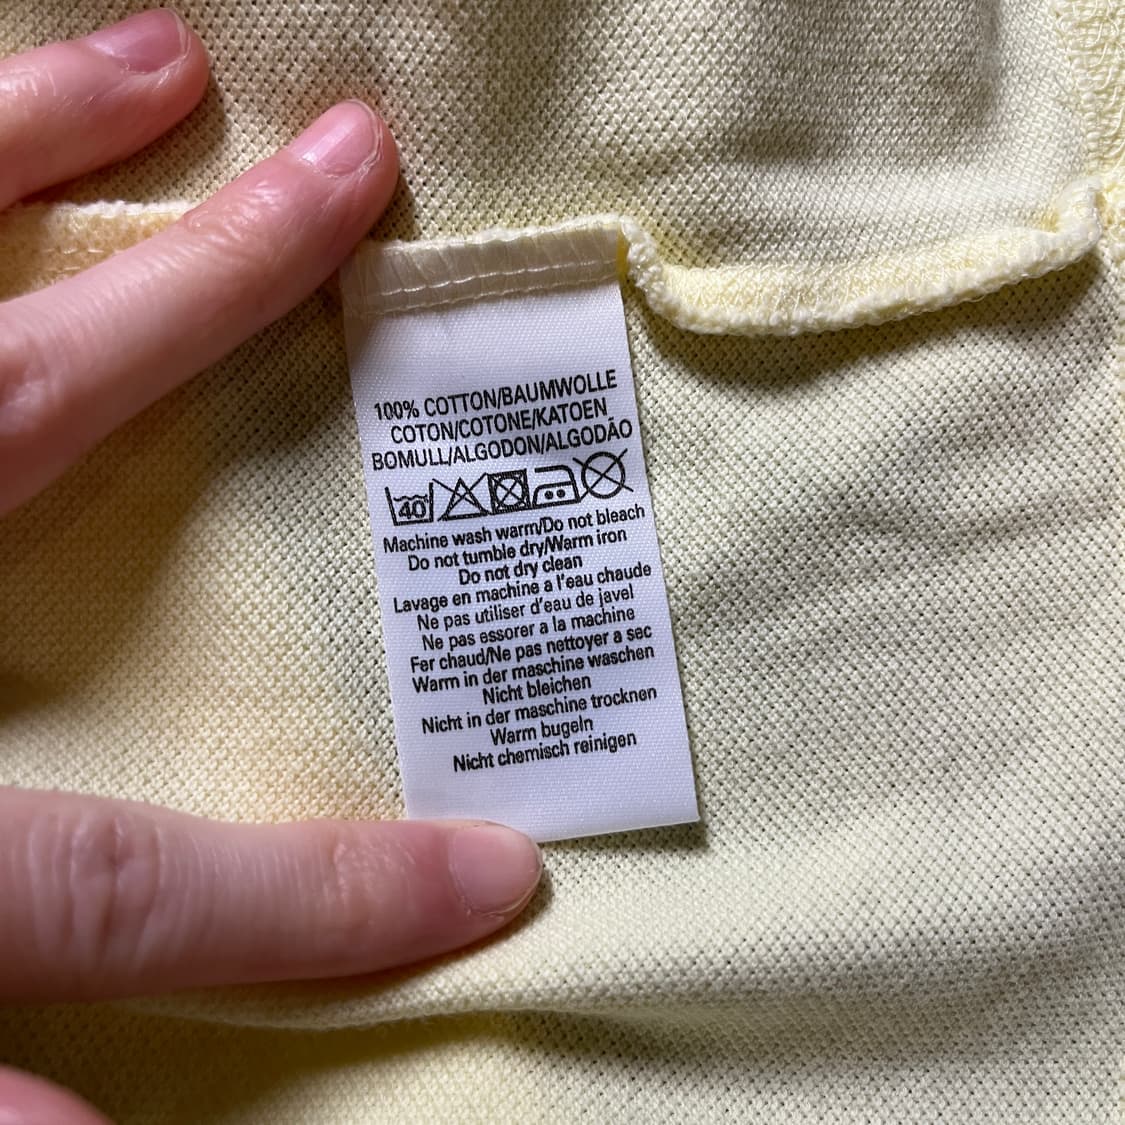 100% COTTON/BAUMWOLLE
COTON/COTONE/KATOEN
BOMULL/ALGODON/ALGODÃO
40
Machine wash warm/Do not bleach
Do not tumble dry/Warm iron
Do not dry clean
Lavage en machine a l'eau chaude
Ne pas utiliser d'eau de javel
Ne pas essorer a la machine
Fer chaud/Ne pas nettoyer a sec
Warm in der maschine waschen
Nicht bleichen
Nicht in der maschine trocknen
Warm bugeln
Nicht chemisch reinigen